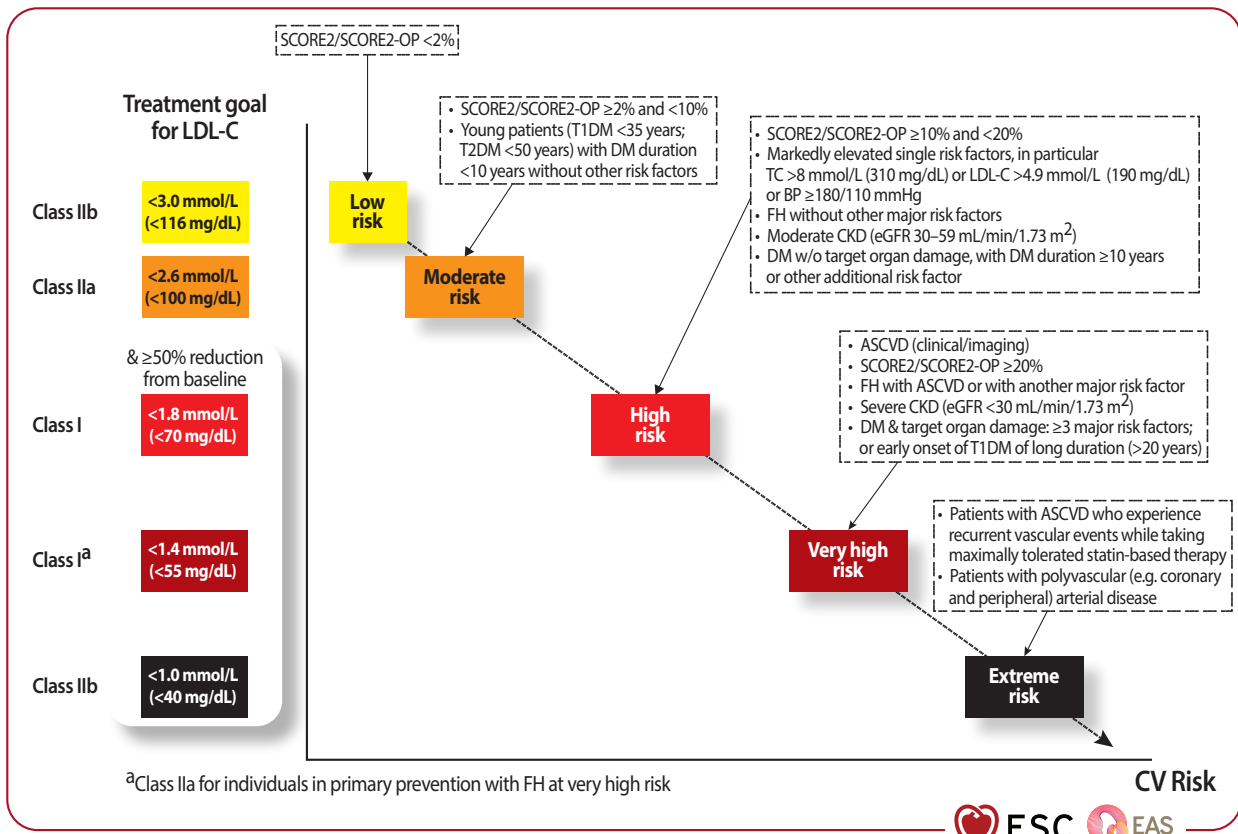 SCORE2/SCORE2-OP <2%
Treatment goal
for LDL-C
• SCORE2/SCORE2-OP ≥2% and <10%
• Young patients (T1DM <35 years;
T2DM <50 years) with DM duration
<10 years without other risk factors
• SCORE2/SCORE2-OP ≥10% and <20%
• Markedly elevated single risk factors, in particular
TC >8 mmol/L (310 mg/dL) or LDL-C >4.9 mmol/L (190 mg/dL)
or BP ≥180/110 mmHg
• FH without other major risk factors
• Moderate CKD (eGFR 30–59 mL/min/1.73 m²)
• DM w/o target organ damage, with DM duration ≥10 years
or other additional risk factor
Class IIb
<3.0 mmol/L
(<116 mg/dL)
Low
risk
Class IIa
<2.6 mmol/L
(<100 mg/dL)
Moderate
risk
& ≥50% reduction
from baseline
• ASCVD (clinical/imaging)
• SCORE2/SCORE2-OP ≥20%
• FH with ASCVD or with another major risk factor
• Severe CKD (eGFR <30 mL/min/1.73 m²)
• DM & target organ damage: ≥3 major risk factors;
or early onset of T1DM of long duration (>20 years)
Class I
<1.8 mmol/L
(<70 mg/dL)
High
risk
• Patients with ASCVD who experience
recurrent vascular events while taking
maximally tolerated statin-based therapy
• Patients with polyvascular (e.g. coronary
and peripheral) arterial disease
Class Iᵃ
<1.4 mmol/L
(<55 mg/dL)
Very high
risk
Class IIb
<1.0 mmol/L
(<40 mg/dL)
Extreme
risk
ᵃClass IIa for individuals in primary prevention with FH at very high risk
CV Risk
ESC
EAS